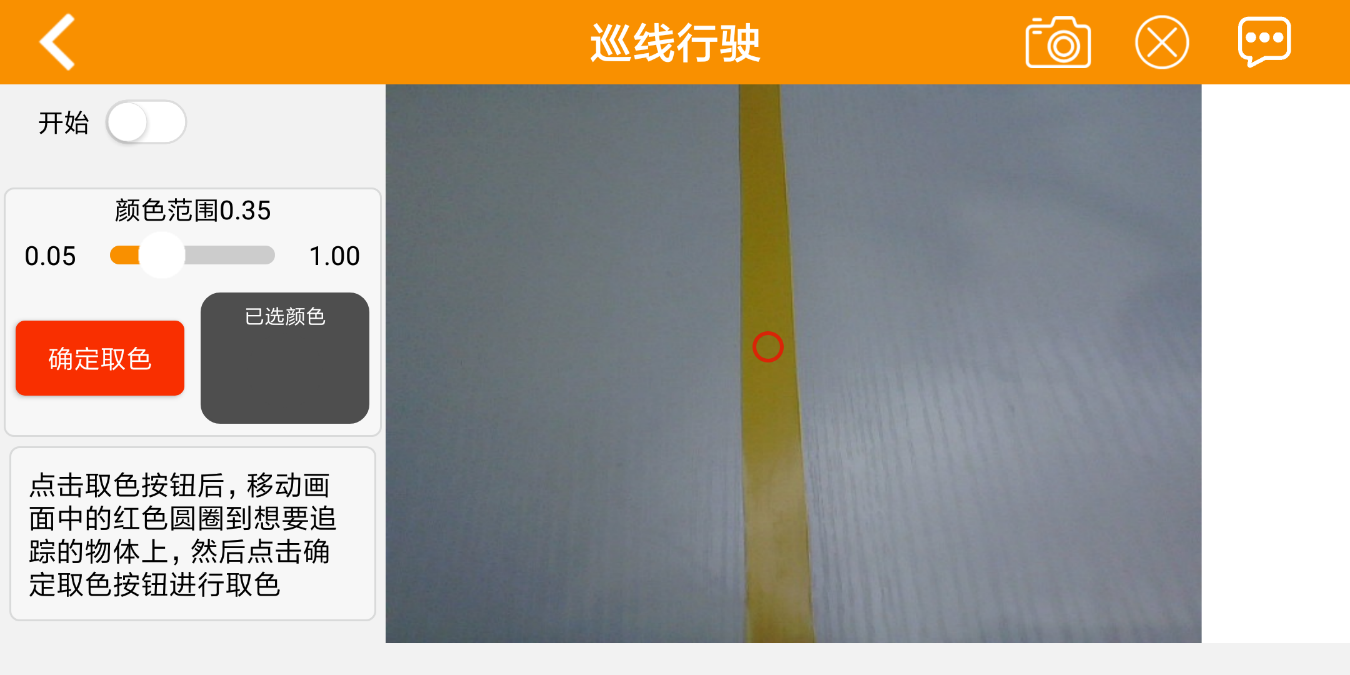 巡线行驶
开始
颜色范围0.35
0.05 1.00
确定取色
已选颜色
点击取色按钮后，移动画
面中的红色圆圈到想要追
踪的物体上，然后点击确
定取色按钮进行取色